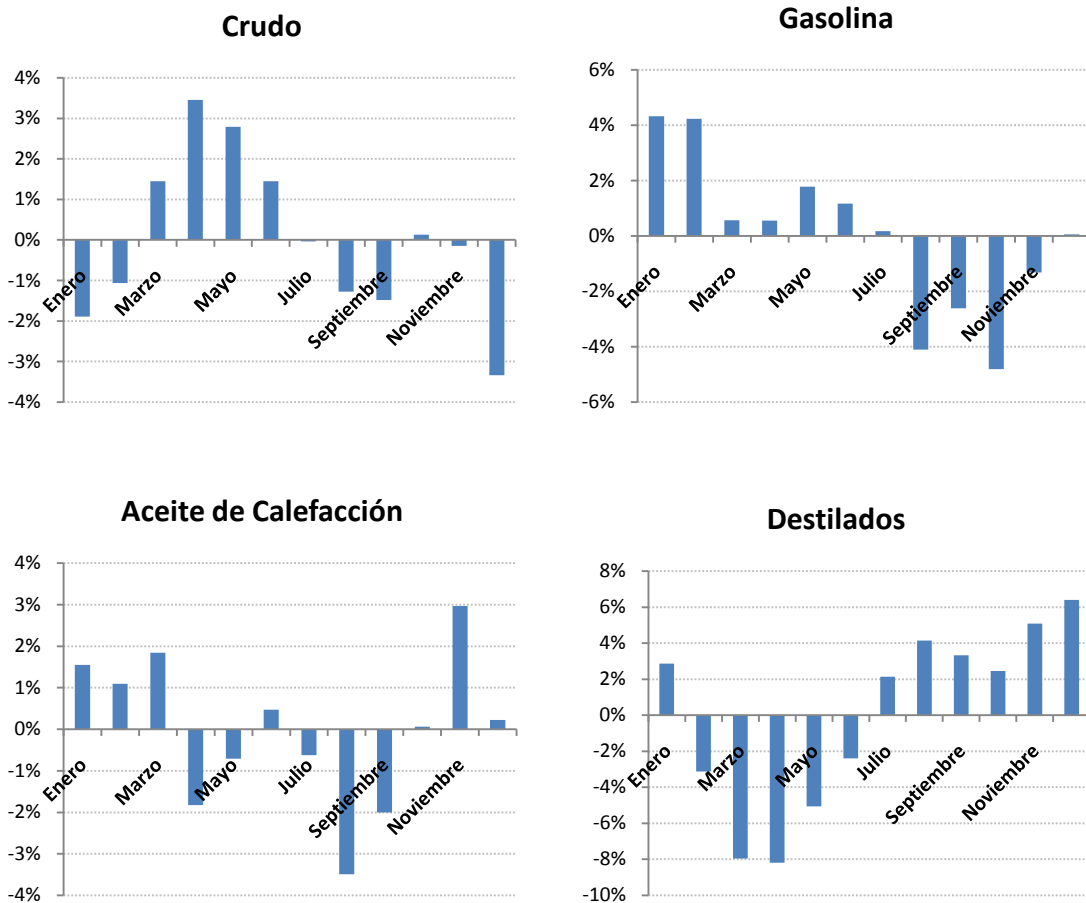 Crudo
4%
3%
2%
1%
0%
-1%
-2%
-3%
-4%
Enero
Marzo
Mayo
Julio
Septiembre
Noviembre
Gasolina
6%
4%
2%
0%
-2%
-4%
-6%
Enero
Marzo
Mayo
Julio
Septiembre
Noviembre
Aceite de Calefacción
4%
3%
2%
1%
0%
-1%
-2%
-3%
-4%
Enero
Marzo
Mayo
Julio
Septiembre
Noviembre
Destilados
8%
6%
4%
2%
0%
-2%
-4%
-6%
-8%
-10%
Enero
Marzo
Mayo
Julio
Septiembre
Noviembre